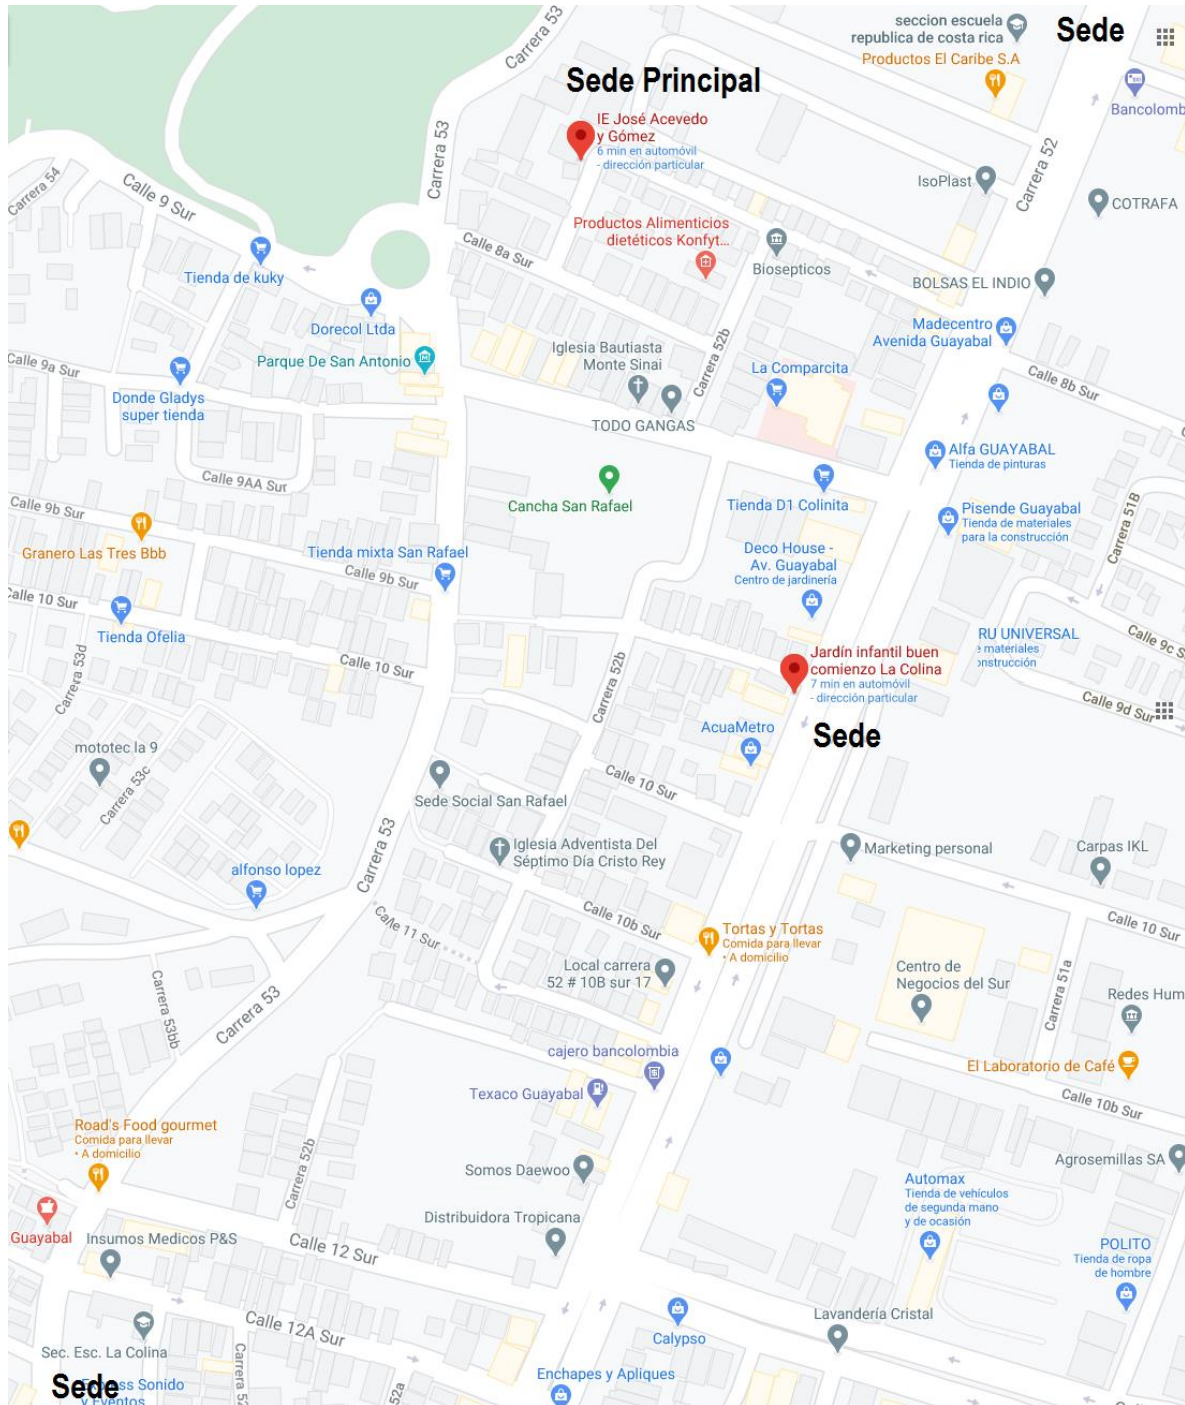 seccion escuela
republica de costa rica
Sede
Productos El Caribe S.A
Carrera 53
Sede Principal
Bancolomb
IE José Acevedo
y Gómez
6 min en automóvil
- dirección particular
Carrera 53
Carrera 52
IsoPlast
COTRAFA
Carrera 54
Calle 9 Sur
Productos Alimenticios
dietéticos Konfyt...
Calle 8a Sur
Biosepticos
Tienda de kuky
BOLSAS EL INDIO
Dorecol Ltda
Madecentro
Avenida Guayabal
Iglesia Bautiasta
Monte Sinai
Carrera 52b
Parque De San Antonio
Calle 9a Sur
La Comparcita
Calle 8b Sur
Donde Gladys
super tienda
TODO GANGAS
Alfa GUAYABAL
Tienda de pinturas
Calle 9AA Sur
Cancha San Rafael
Tienda D1 Colinita
Calle 9b Sur
Pisende Guayabal
Tienda de materiales
para la construcción
Carrera 51B
Granero Las Tres Bbb
Tienda mixta San Rafael
Deco House -
Av. Guayabal
Centro de jardinería
Calle 9b Sur
Calle 10 Sur
Tienda Ofelia
RU UNIVERSAL
materiales
onstrucción
Calle 9c S
Calle 10 Sur
Carrera 53d
Carrera 52b
Jardín infantil buen
comienzo La Colina
7 min en automóvil
- dirección particular
Calle 9d Sur
Sede
AcuaMetro
mototec la 9
Carrera 53c
Calle 10 Sur
Sede Social San Rafael
Carrera 53
Iglesia Adventista Del
Séptimo Día Cristo Rey
Marketing personal
Carpas IKL
alfonso lopez
Calle 11 Sur
Calle 10b Sur
Calle 10 Sur
Tortas y Tortas
Comida para llevar
• A domicilio
Local carrera
52 # 10B sur 17
Centro de
Negocios del Sur
Carrera 51a
Carrera 53bb
Carrera 53
Redes Hum
cajero bancolombia
El Laboratorio de Café
Texaco Guayabal
Calle 10b Sur
Road's Food gourmet
Comida para llevar
• A domicilio
Carrera 52b
Somos Daewoo
Agrosemillas SA
Automax
Tienda de vehículos
de segunda mano
y de ocasión
Distribuidora Tropicana
Guayabal
Insumos Medicos P&S
Calle 12 Sur
POLITO
Tienda de ropa
de hombre
Lavandería Cristal
Calle 12A Sur
Calypso
Sec. Esc. La Colina
Carrera 52
52a
Enchapes y Apliques
Sede
Sonido
y Eventos